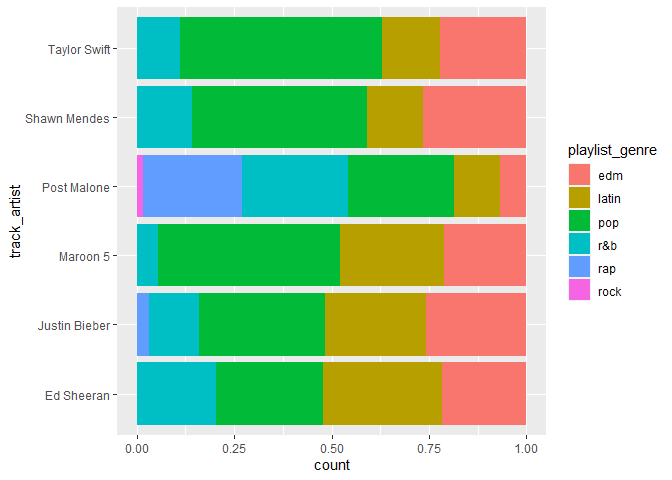 Taylor Swift
Shawn Mendes
Post Malone
Maroon 5
Justin Bieber
Ed Sheeran
track_artist
0.00 0.25 0.50 0.75 1.00
count
playlist_genre
edm
latin
pop
r&b
rap
rock